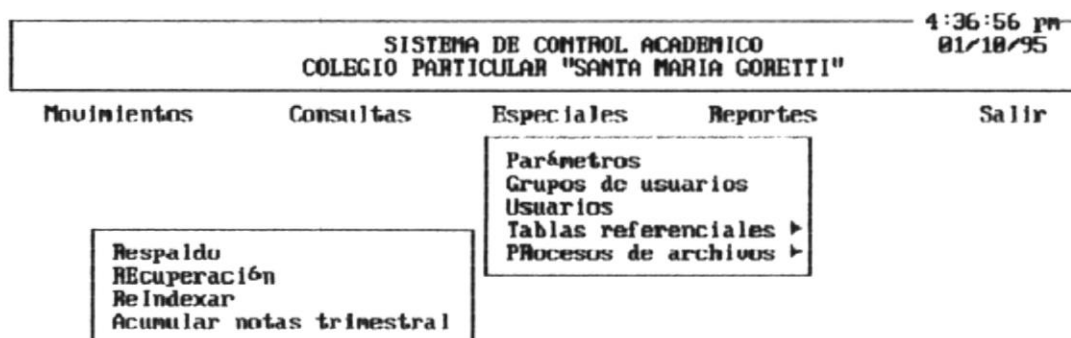 4:36:56 pm
SISTEMA DE CONTROL ACADEMICO 01/10/95
COLEGIO PARTICULAR "SANTA MARIA GORETTI"
Movimientos Consultas Especiales Reportes Salir
Parámetros
Grupos de usuarios
Usuarios
Tablas referenciales ►
PRocesos de archivos ►
Respaldo
REcuperación
ReIndexar
Acumular notas trimestral